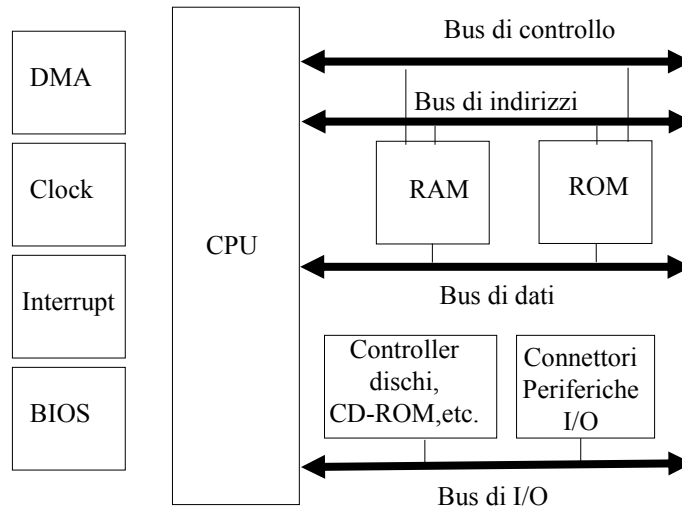 Bus di controllo
DMA
Bus di indirizzi
Clock
RAM
ROM
CPU
Interrupt
Bus di dati
Controller
dischi,
CD-ROM,etc.
Connettori
Periferiche
I/O
BIOS
Bus di I/O